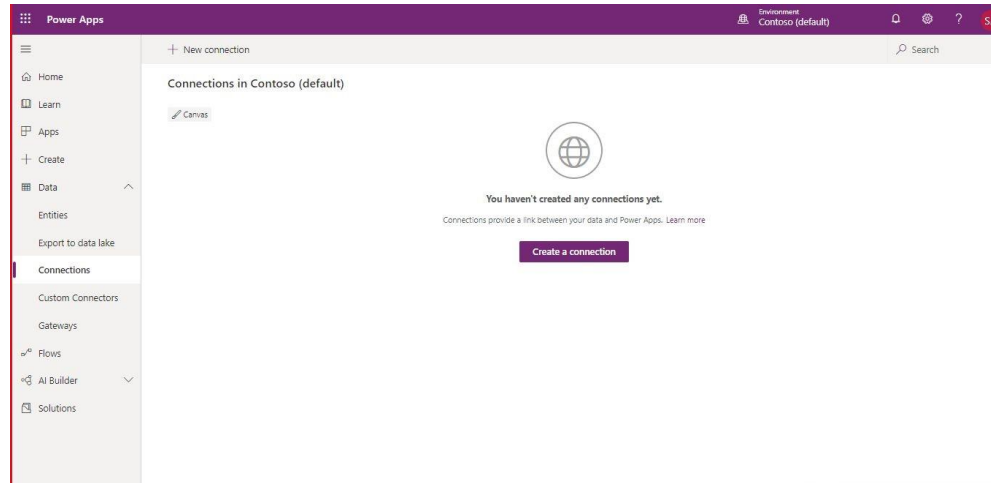 Power Apps
Environment
Contoso (default)
?
S
New connection
Search
Home
Learn
Apps
Create
Data
Entities
Export to data lake
Connections
Custom Connectors
Gateways
Flows
AI Builder
Solutions
Connections in Contoso (default)
Canvas
You haven't created any connections yet.
Connections provide a link between your data and Power Apps. Learn more
Create a connection